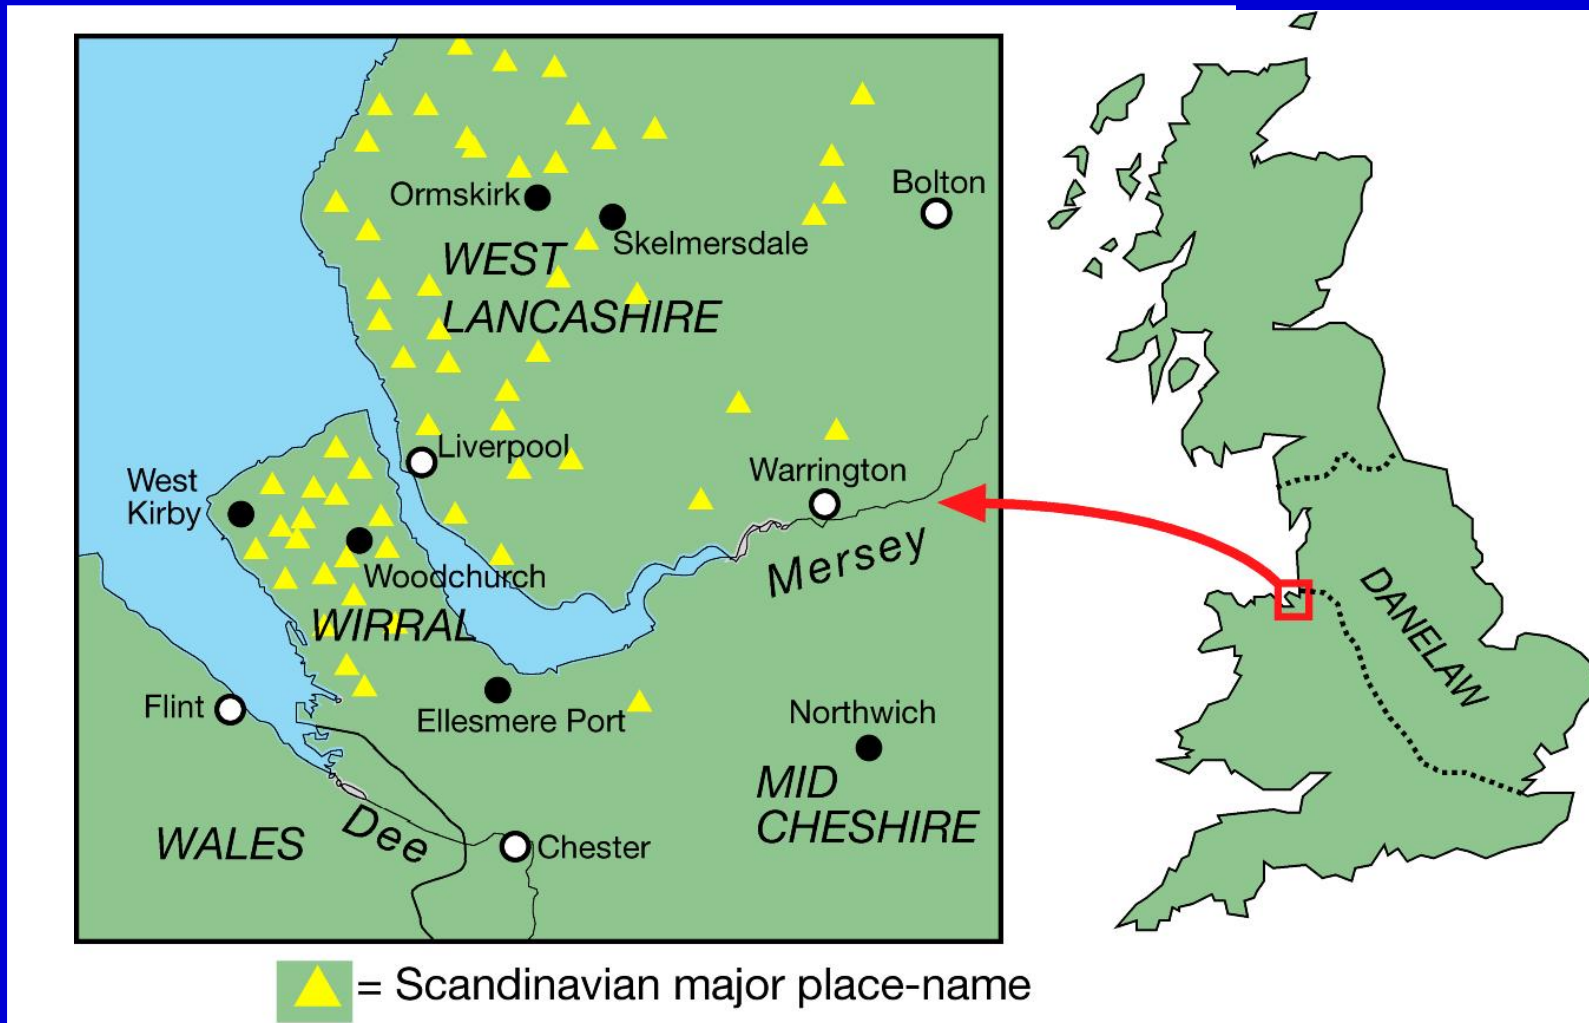 Bolton
Ormskirk
Skelmersdale
WEST
LANCASHIRE
Liverpool
Warrington
West
Kirby
Mersey
Woodchurch
WIRRAL
DANELAW
Flint
Ellesmere Port
Northwich
MID
CHESHIRE
WALES
Dee
Chester
= Scandinavian major place-name